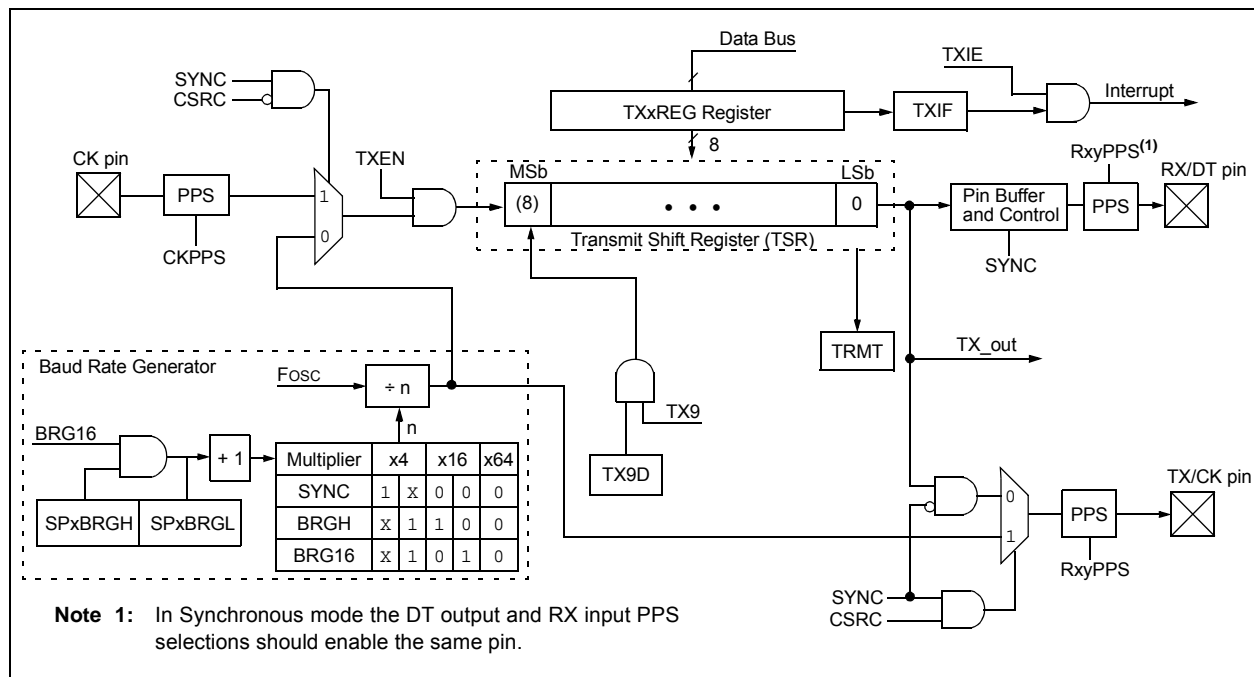 Data Bus
TXIE
SYNC
CSRC
Interrupt
TXxREG Register
TXIF
8
CK pin
TXEN
RxyPPS(1)
RX/DT pin
MSb
LSb
PPS
1
(8)
• • •
0
Pin Buffer
and Control
PPS
0
Transmit Shift Register (TSR)
CKPPS
SYNC
TRMT
TX_out
Baud Rate Generator
FOSC
÷ n
TX9
n
BRG16
+ 1
Multiplier x4 x16 x64
TX9D
SYNC 1 X 0 0 0
TX/CK pin
SPxBRGH SPxBRGL
BRGH X 1 1 0 0
0
PPS
1
BRG16 X 1 0 1 0
RxyPPS
SYNC
CSRC
Note 1: In Synchronous mode the DT output and RX input PPS
selections should enable the same pin.